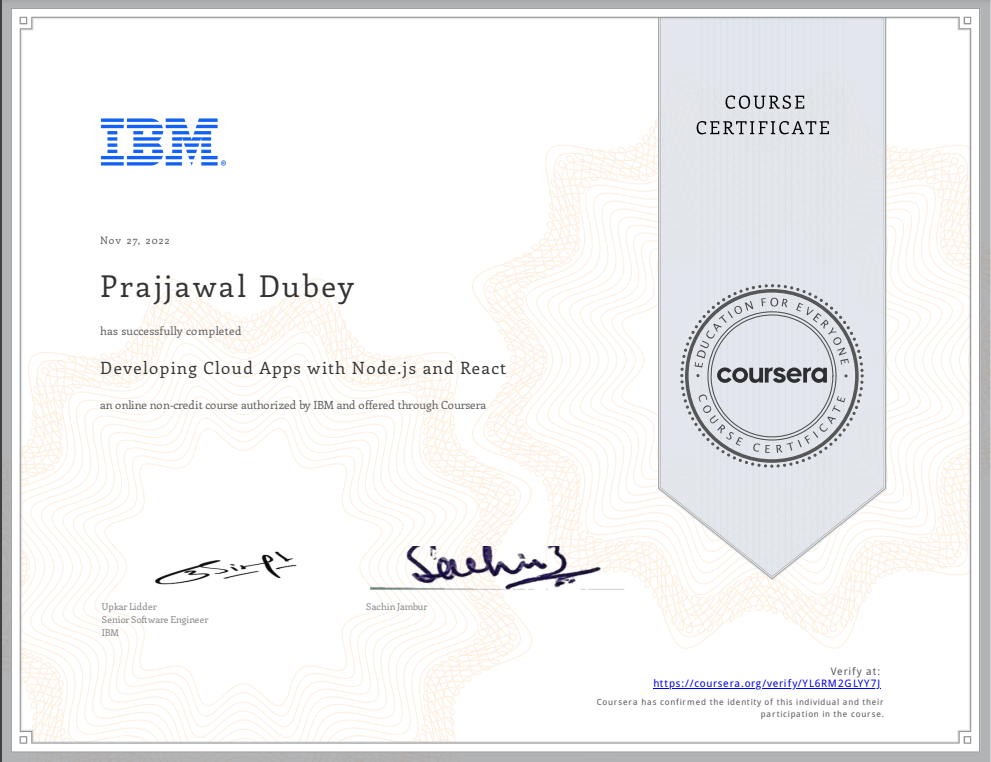 COURSE
CERTIFICATE
IBM®
Nov 27, 2022
Prajjawal Dubey
has successfully completed
Developing Cloud Apps with Node.js and React
an online non-credit course authorized by IBM and offered through Coursera
EDUCATION FOR EVERYONE
coursera
COURSE CERTIFICATE
Sachin
Upkar Lidder
Senior Software Engineer
IBM
Sachin Jambur
Verify at:
https://coursera.org/verify/YL6RM2GLYY7J
Coursera has confirmed the identity of this individual and their
participation in the course.